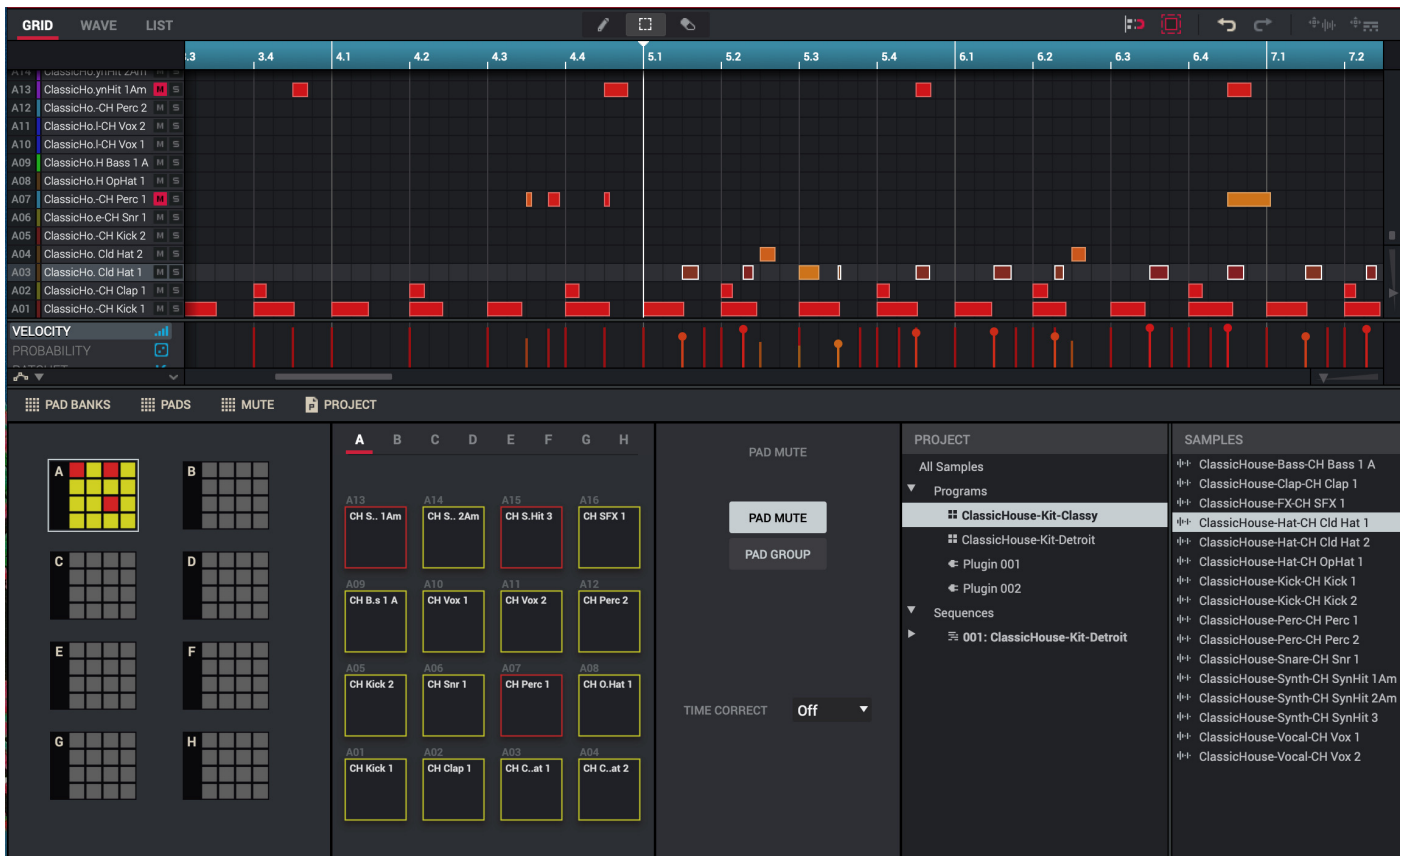 GRID WAVE LIST
3.3 3.4 4.1 4.2 4.3 4.4 5.1 5.2 5.3 5.4 6.1 6.2 6.3 6.4 7.1 7.2
A14 ClassicHo.ynHit 2Am M S
A13 ClassicHo.ynHit 1Am M S
A12 ClassicHo.-CH Perc 2 M S
A11 ClassicHo.l-CH Vox 2 M S
A10 ClassicHo.l-CH Vox 1 M S
A09 ClassicHo.H Bass 1 A M S
A08 ClassicHo.H OpHat 1 M S
A07 ClassicHo.-CH Perc 1 M S
A06 ClassicHo.e-CH Snr 1 M S
A05 ClassicHo.-CH Kick 2 M S
A04 ClassicHo. Cld Hat 2 M S
A03 ClassicHo. Cld Hat 1 M S
A02 ClassicHo.-CH Clap 1 M S
A01 ClassicHo.-CH Kick 1 M S
VELOCITY
PROBABILITY
RATCHET
PAD BANKS PADS MUTE PROJECT
A B
C D
E F
G H
A B C D E F G H
A13 A14 A15 A16
CH S.. 1Am CH S.. 2Am CH S.Hit 3 CH SFX 1
A09 A10 A11 A12
CH B.s 1 A CH Vox 1 CH Vox 2 CH Perc 2
A05 A06 A07 A08
CH Kick 2 CH Snr 1 CH Perc 1 CH O.Hat 1
A01 A02 A03 A04
CH Kick 1 CH Clap 1 CH C..at 1 CH C..at 2
PAD MUTE
PAD MUTE
PAD GROUP
TIME CORRECT Off
PROJECT
All Samples
Programs
ClassicHouse-Kit-Classy
ClassicHouse-Kit-Detroit
Plugin 001
Plugin 002
Sequences
001: ClassicHouse-Kit-Detroit
SAMPLES
ClassicHouse-Bass-CH Bass 1 A
ClassicHouse-Clap-CH Clap 1
ClassicHouse-FX-CH SFX 1
ClassicHouse-Hat-CH Cld Hat 1
ClassicHouse-Hat-CH Cld Hat 2
ClassicHouse-Hat-CH OpHat 1
ClassicHouse-Kick-CH Kick 1
ClassicHouse-Kick-CH Kick 2
ClassicHouse-Perc-CH Perc 1
ClassicHouse-Perc-CH Perc 2
ClassicHouse-Snare-CH Snr 1
ClassicHouse-Synth-CH SynHit 1Am
ClassicHouse-Synth-CH SynHit 2Am
ClassicHouse-Synth-CH SynHit 3
ClassicHouse-Vocal-CH Vox 1
ClassicHouse-Vocal-CH Vox 2